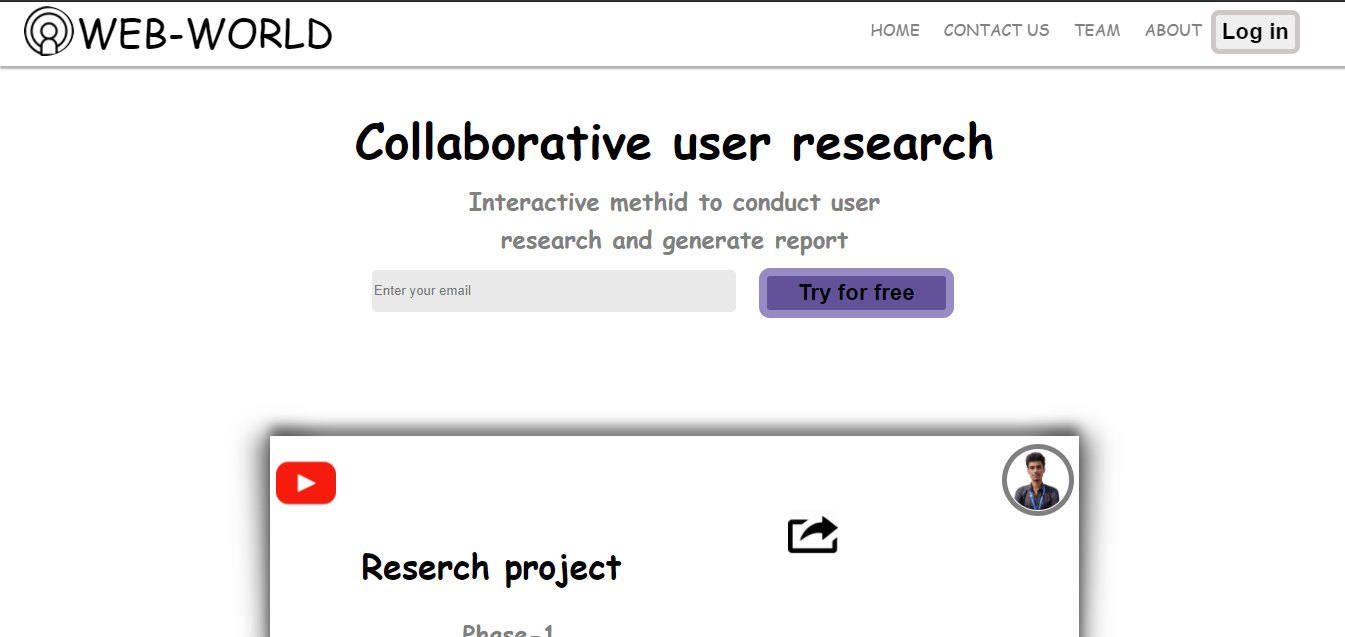 WEB-WORLD
HOME CONTACT US TEAM ABOUT Log in
Collaborative user research
Interactive methid to conduct user
research and generate report
Enter your email Try for free
Reserch project
Phase-1